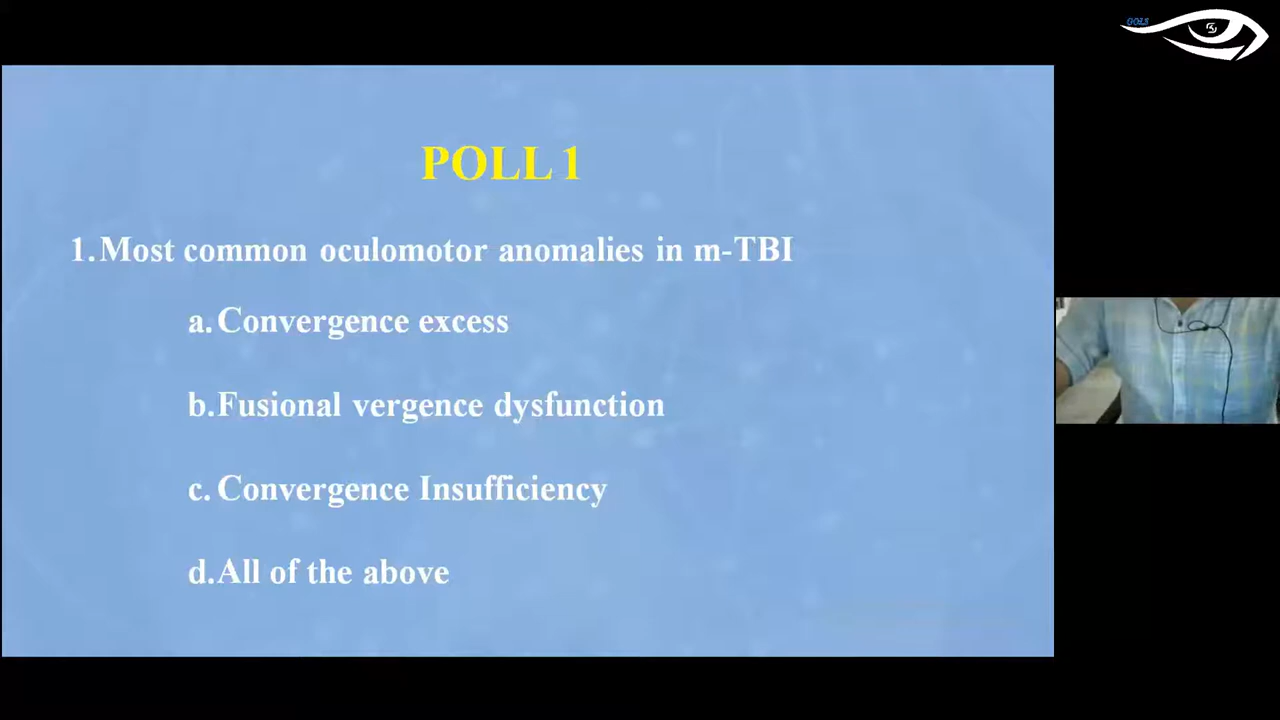 GOLS
POLL 1
1. Most common oculomotor anomalies in m-TBI
a. Convergence excess
b. Fusional vergence dysfunction
c. Convergence Insufficiency
d. All of the above